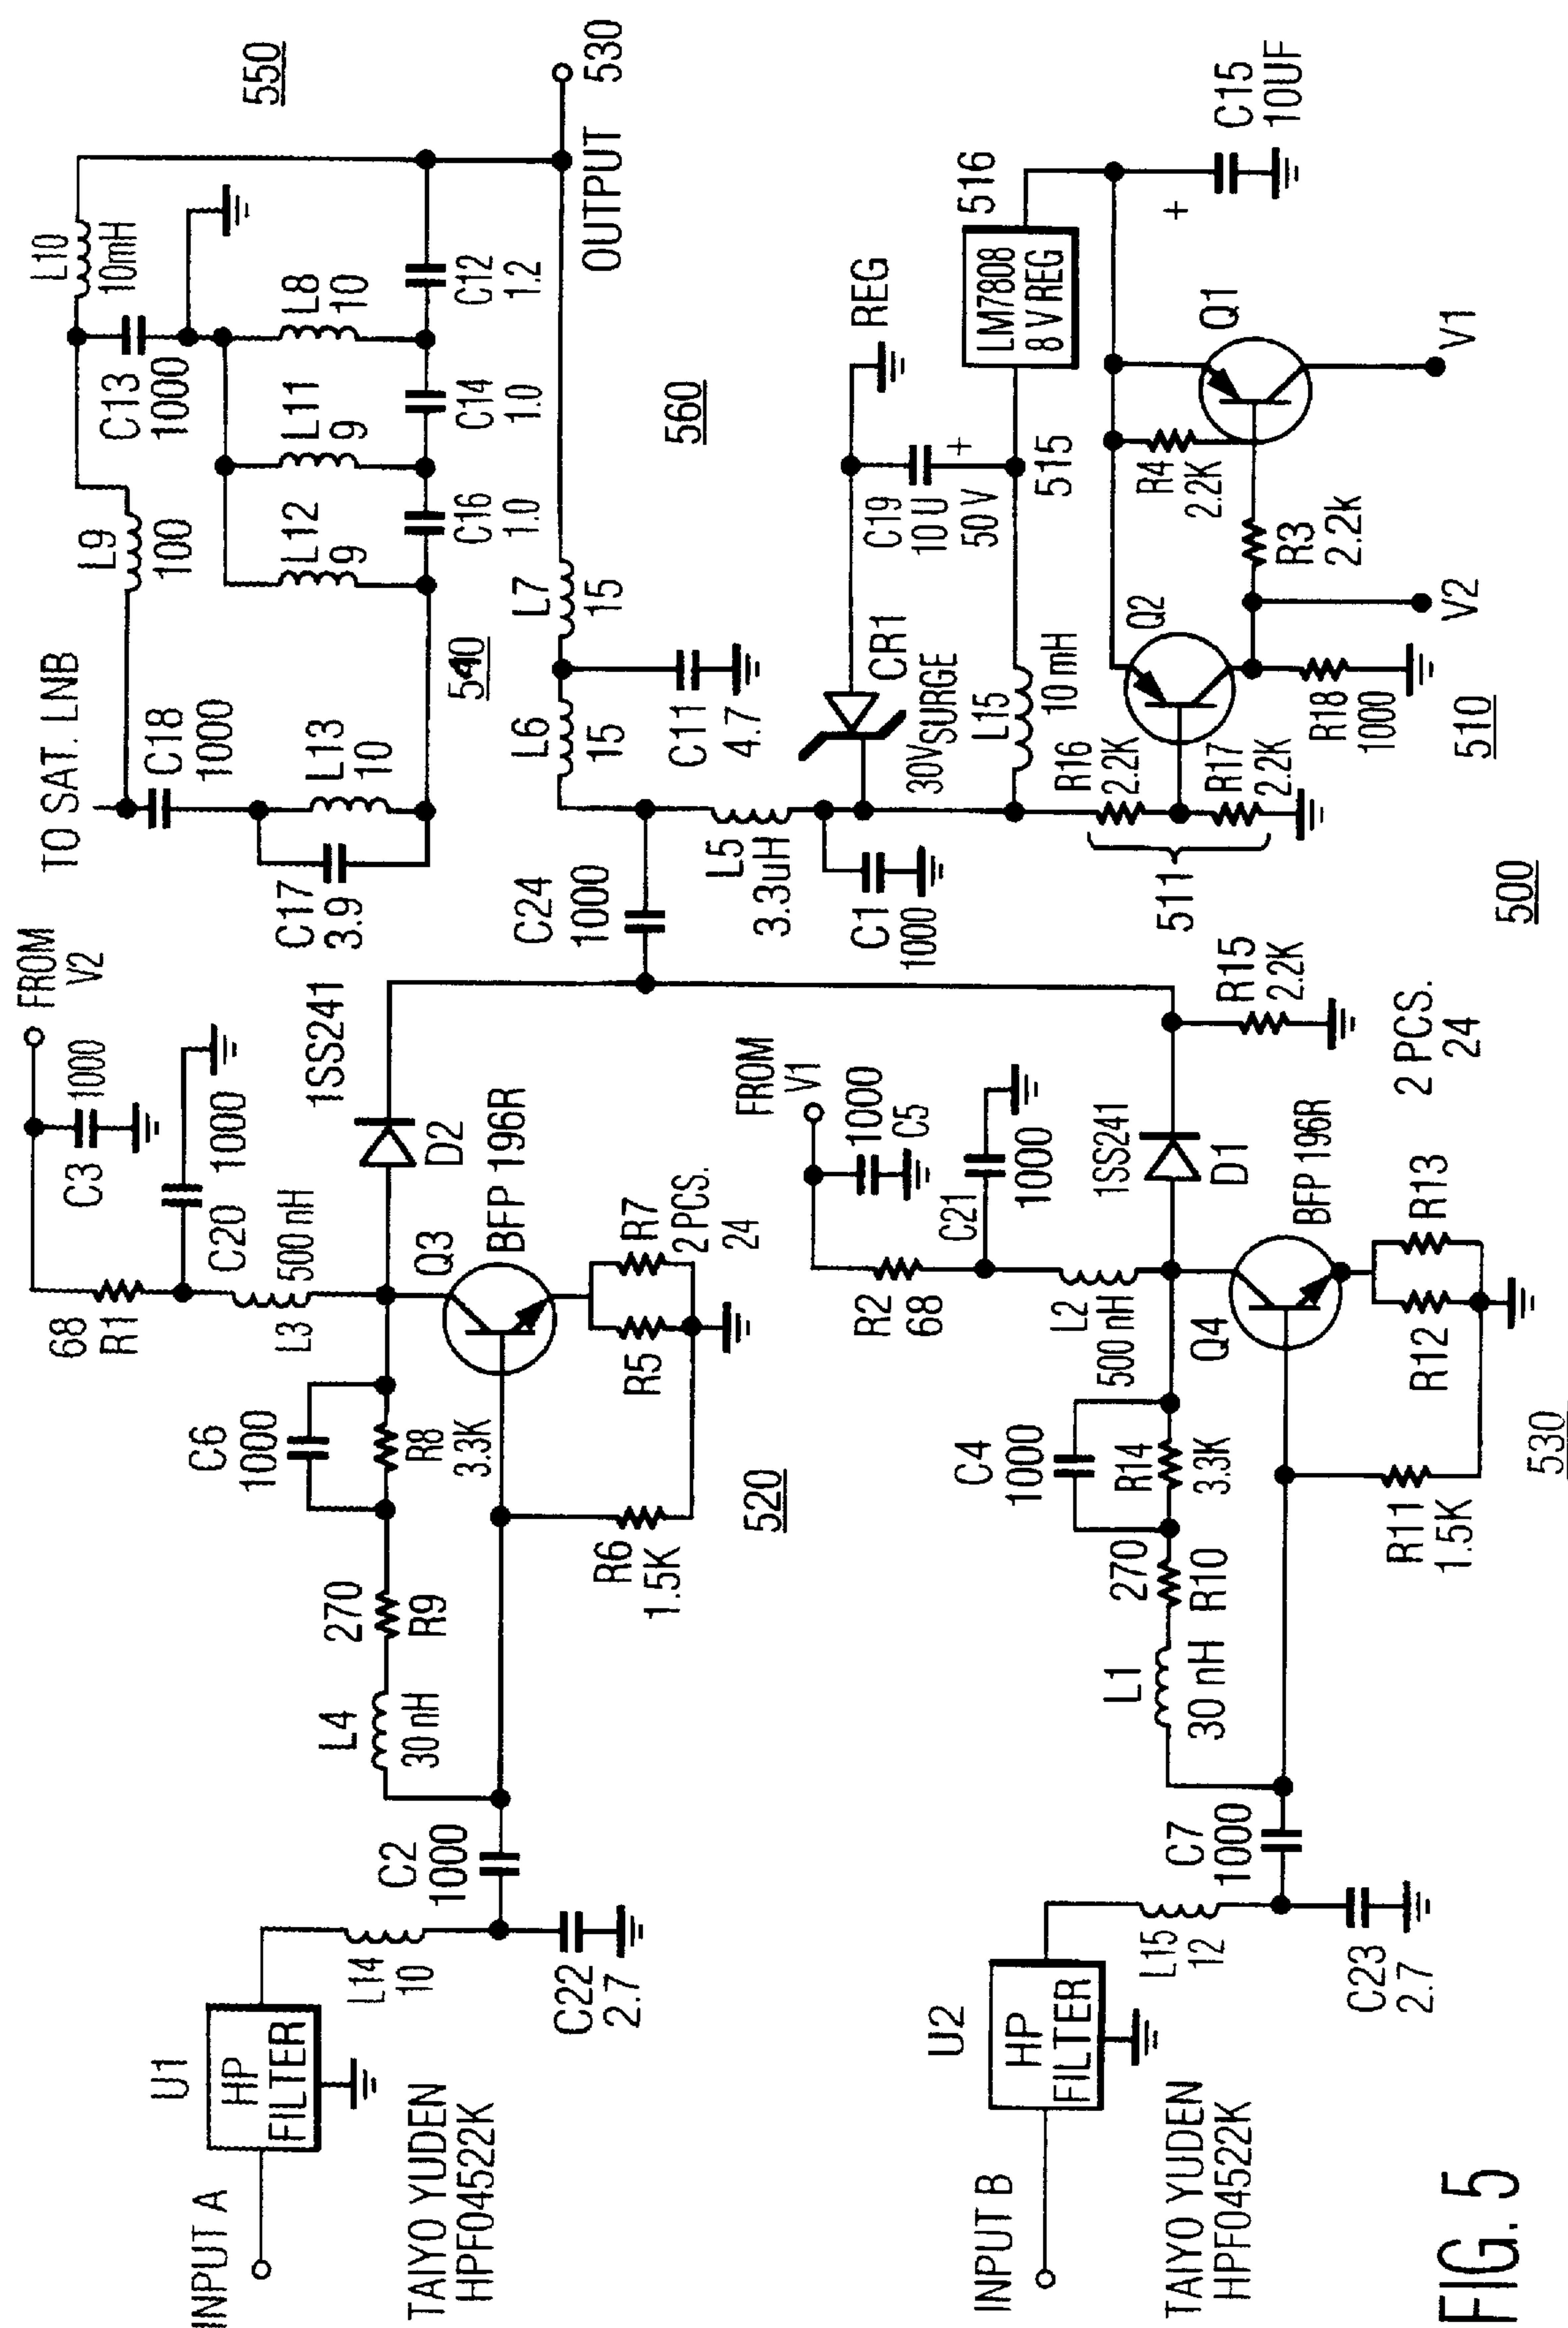 INPUT A
U1
HP
FILTER
TAIYO YUDEN
HPF04522K
L14
10
C22
2.7
C2
1000
L4
30 nH
270
R9
C6
1000
R8
3.3K
R6
1.5K
520
68
R1
L3
500 nH
C20
1000
C3
1000
FROM
V2
Q3
BFP 196R
R5
R7
2 PCS.
24
D2
1SS241
INPUT B
U2
HP
FILTER
TAIYO YUDEN
HPF04522K
L15
12
C23
2.7
C7
1000
L1
30 nH
270
R10
C4
1000
R14
3.3K
R11
1.5K
530
R2
68
L2
500 nH
C21
1000
1000
C5
FROM
V1
Q4
BFP 196R
R12
R13
2 PCS.
24
D1
1SS241
R15
2.2K
C24
1000
TO SAT. LNB
C18
1000
C17
3.9
L13
10
L9
100
L10
10mH
C13
1000
L12
9
L11
9
L8
10
C16
1.0
C14
1.0
C12
1.2
540
550
OUTPUT
530
L6
15
L7
15
C11
4.7
560
L5
3.3uH
C1
1000
CR1
30V
SURGE
REG
C19
10 U
50 V
+
L15
10 mH
515
LM7808
8 V REG
516
C15
10UF
+
R16
2.2K
R17
2.2K
511
Q2
R18
1000
510
V2
R3
2.2k
R4
2.2K
Q1
V1
500
FIG. 5